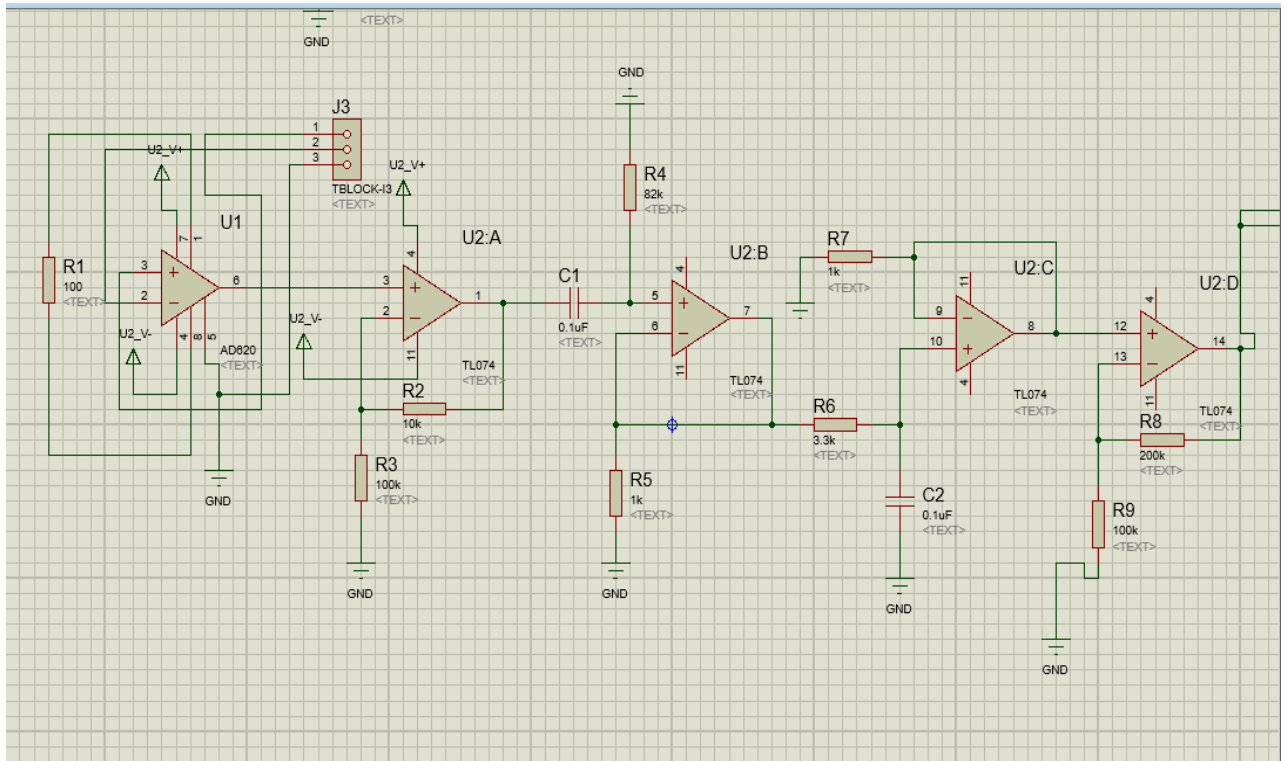 <TEXT>
GND
GND
J3
1
2
3
U2_V+
U2_V+
R4
82k
<TEXT>
TBLOCK-I3
<TEXT>
U1
7
1
U2:A
4
R1
100
<TEXT>
3
2
6
3
2
1
C1
0.1uF
<TEXT>
4
U2:B
5
6
7
R7
1k
<TEXT>
11
U2:C
9
10
8
4
U2:D
12
13
14
U2_V-
U2_V-
4
8
5
AD620
<TEXT>
11
TL074
<TEXT>
11
TL074
<TEXT>
4
TL074
<TEXT>
11
TL074
<TEXT>
R2
10k
<TEXT>
R6
3.3k
<TEXT>
R8
200k
<TEXT>
R3
100k
<TEXT>
R5
1k
<TEXT>
C2
0.1uF
<TEXT>
R9
100k
<TEXT>
GND
GND
GND
GND
GND